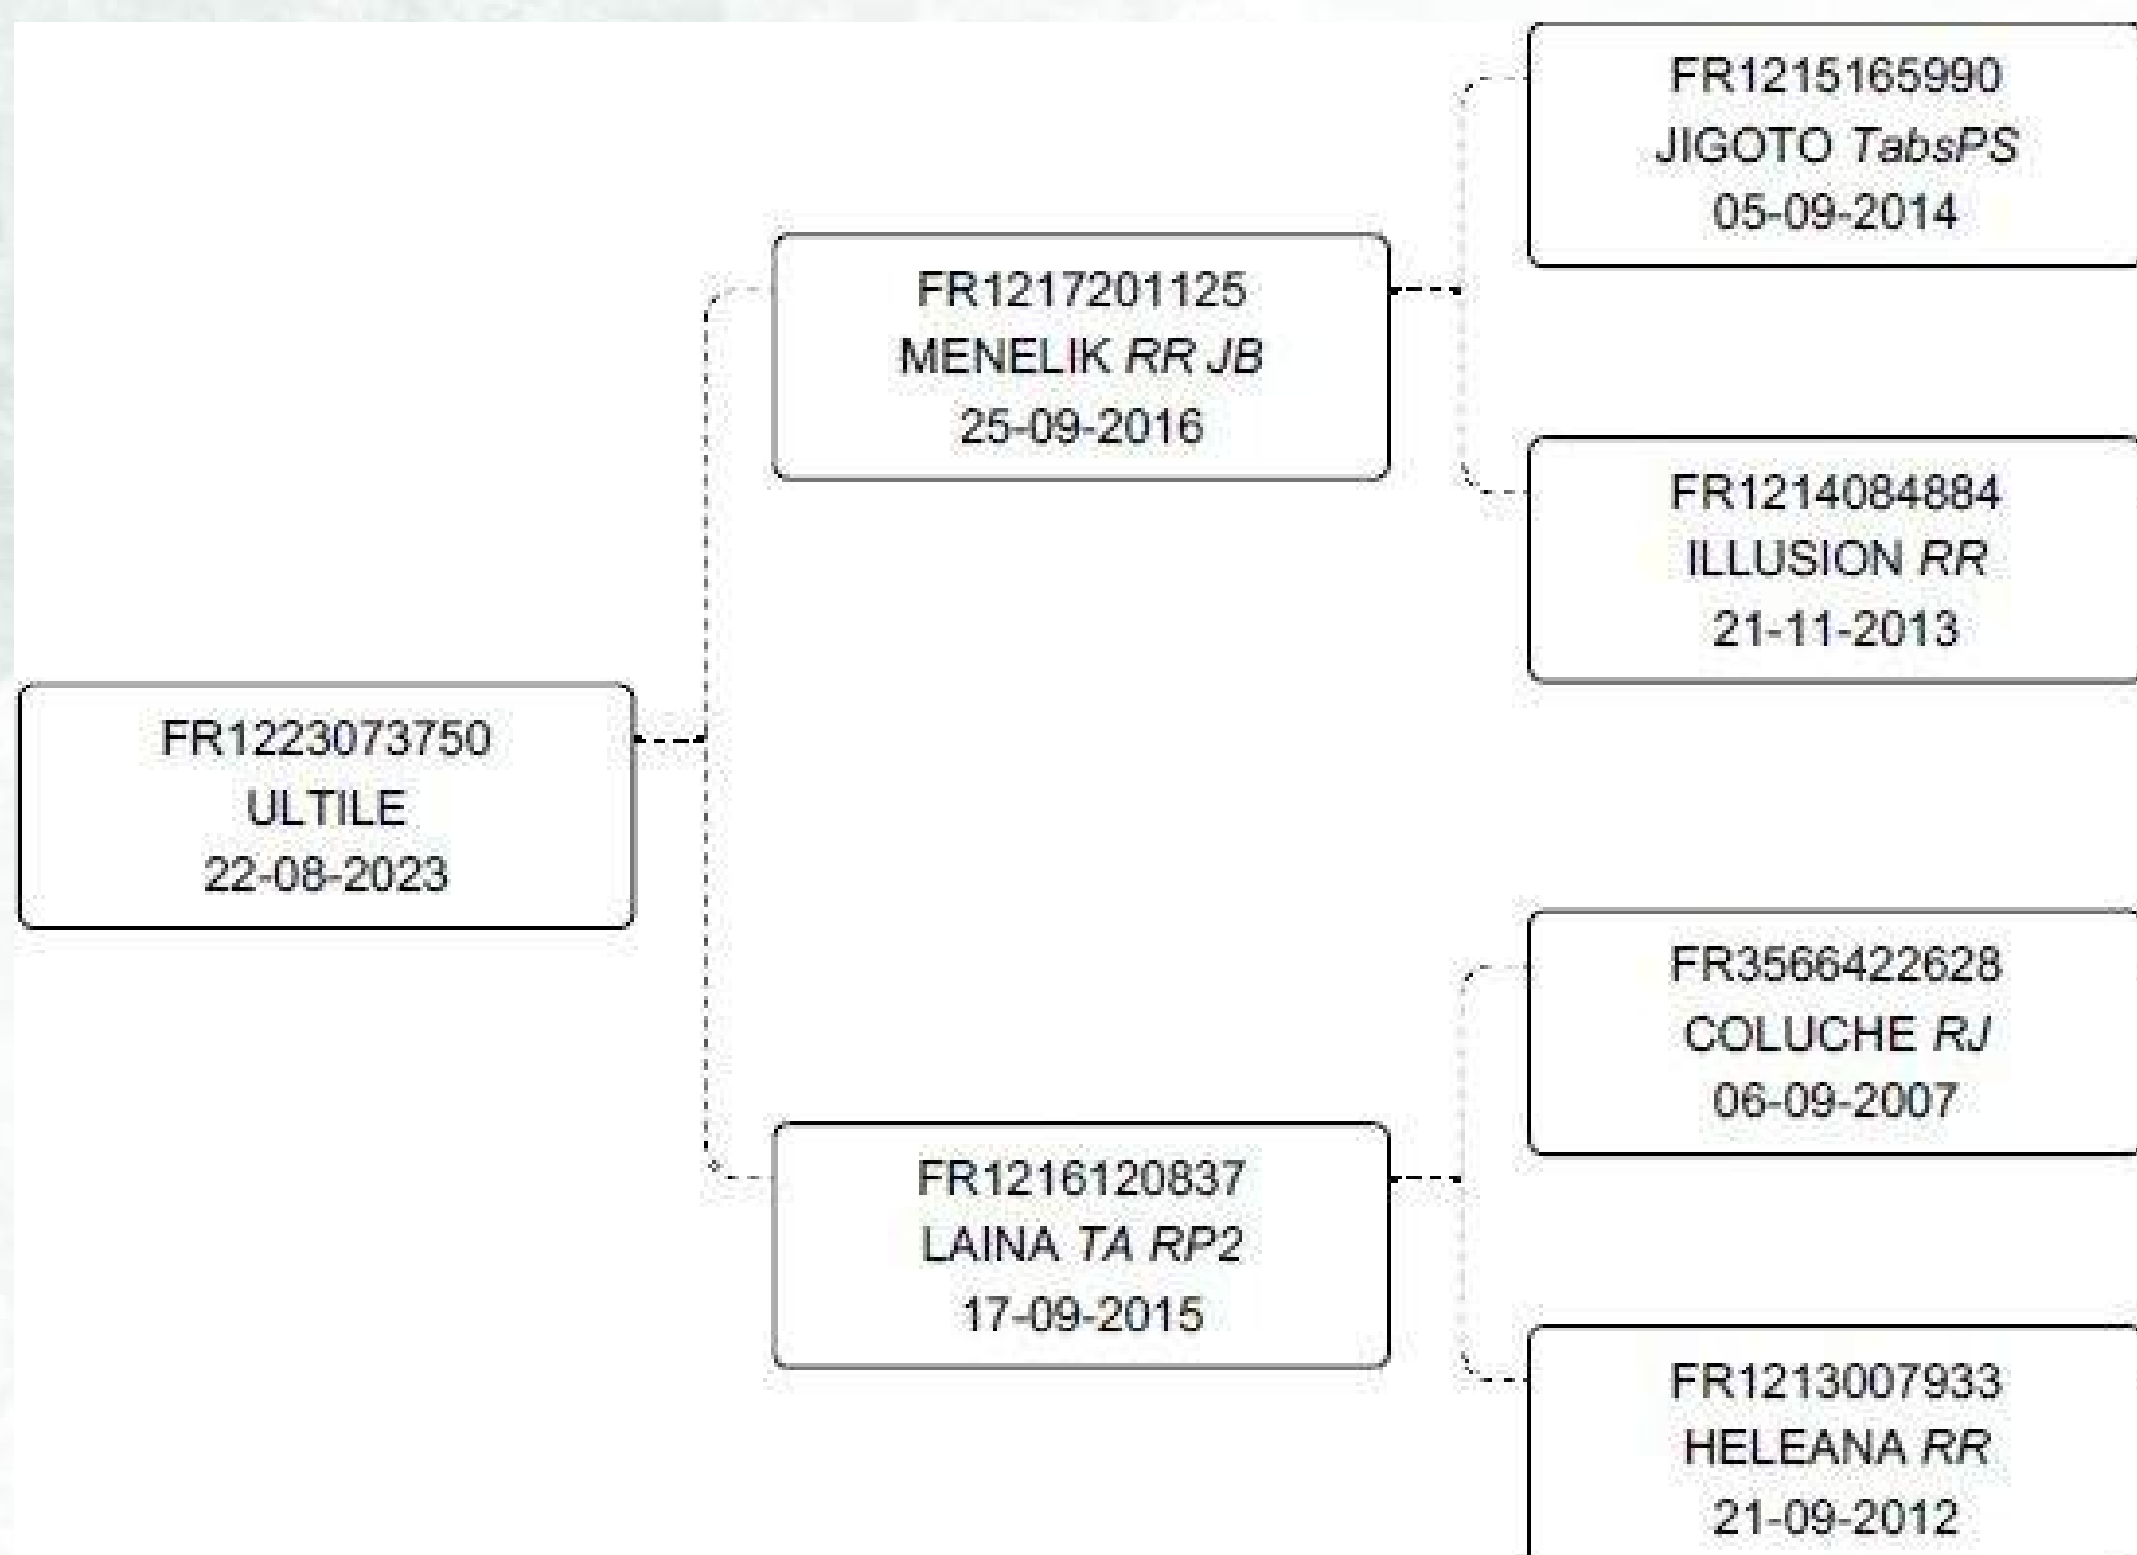 FR1215165990
JIGOTO TabsPS
05-09-2014
FR1217201125
MENELIK RR JB
25-09-2016
FR1214084884
ILLUSION RR
21-11-2013
FR1223073750
ULTILE
22-08-2023
FR3566422628
COLUCHE RJ
06-09-2007
FR1216120837
LAINA TA RP2
17-09-2015
FR1213007933
HELEANA RR
21-09-2012